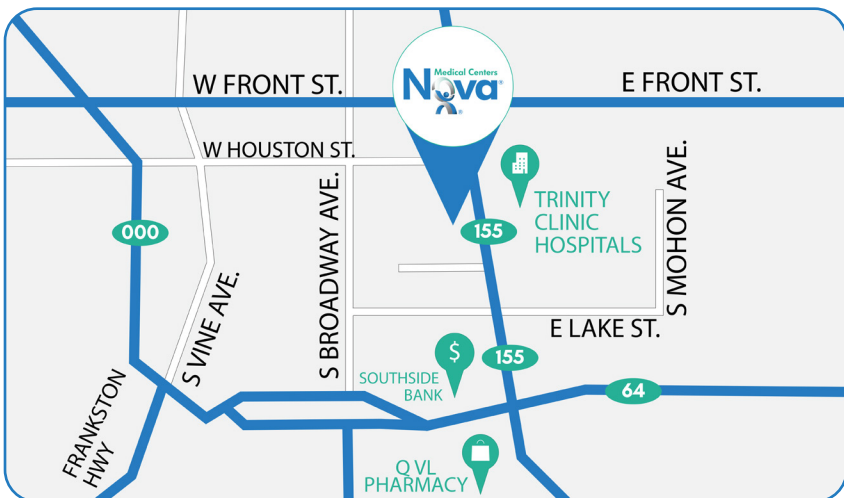 Medical Centers
Nova®
W FRONT ST.
E FRONT ST.
W HOUSTON ST.
TRINITY
CLINIC
HOSPITALS
S MOHON AVE.
000
155
S BROADWAY AVE.
S VINE AVE.
E LAKE ST.
155
$
SOUTHSIDE
BANK
64
FRANKSTON
HWY
Q VL
PHARMACY